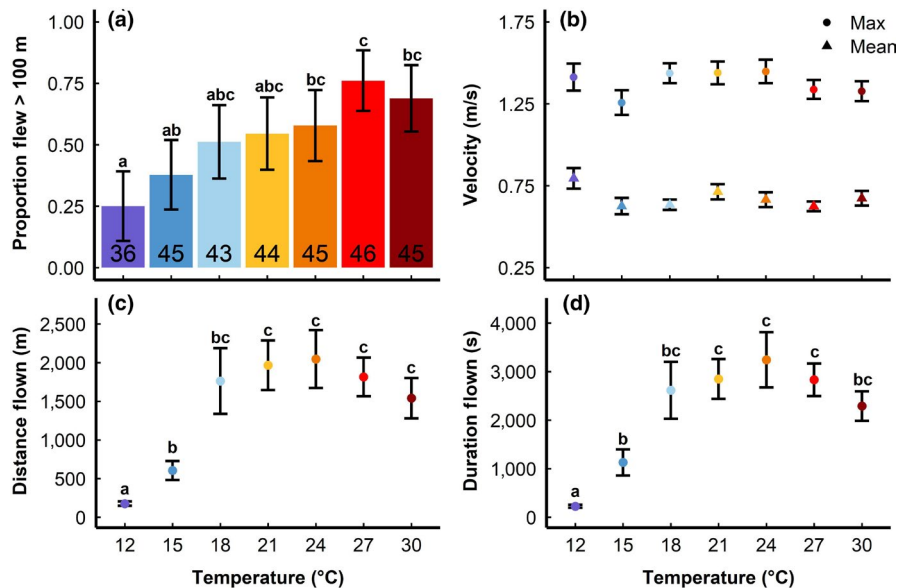 (a)
Proportion flew > 100 m
1.00
0.75
0.50
0.25
0.00
a
ab
abc
abc
bc
c
bc
36
45
43
44
45
46
45
(b)
Velocity (m/s)
1.75
1.25
0.75
0.25
Max
Mean
(c)
Distance flown (m)
2,500
2,000
1,500
1,000
500
0
a
b
bc
c
c
c
c
12
15
18
21
24
27
30
Temperature (°C)
(d)
Duration flown (s)
4,000
3,000
2,000
1,000
0
a
b
bc
c
c
c
bc
12
15
18
21
24
27
30
Temperature (°C)